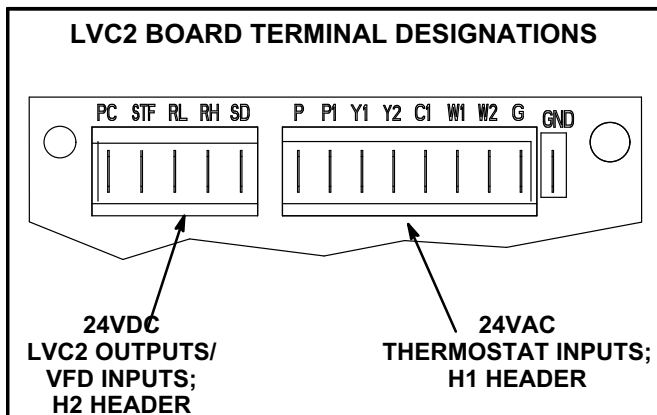 LVC2 BOARD TERMINAL DESIGNATIONS
PC STF RL RH SD P P1 Y1 Y2 C1 W1 W2 G GND
24VDC
LVC2 OUTPUTS/
VFD INPUTS;
H2 HEADER
24VAC
THERMOSTAT INPUTS;
H1 HEADER